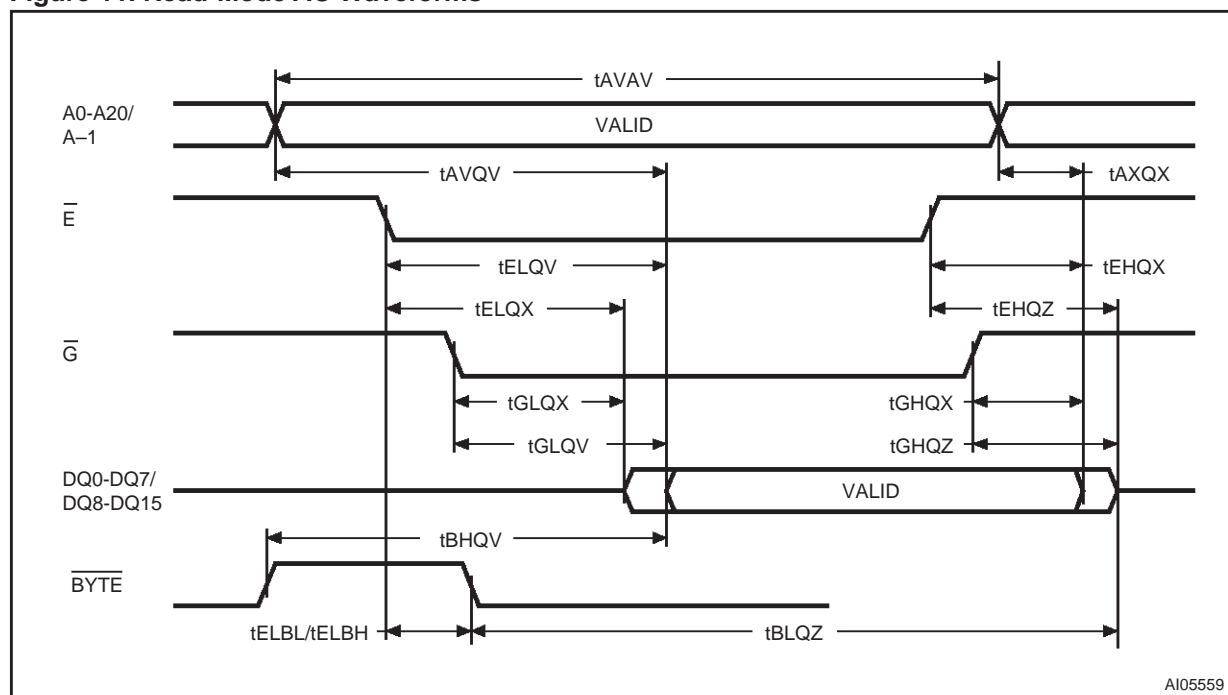 tAVAV
A0-A20/
A–1
VALID
tAVQV
tAXQX
E
tELQV
tEHQX
tELQX
tEHQZ
G
tGLQX
tGHQX
tGLQV
tGHQZ
DQ0-DQ7/
DQ8-DQ15
VALID
tBHQV
BYTE
tELBL/tELBH
tBLQZ
AI05559